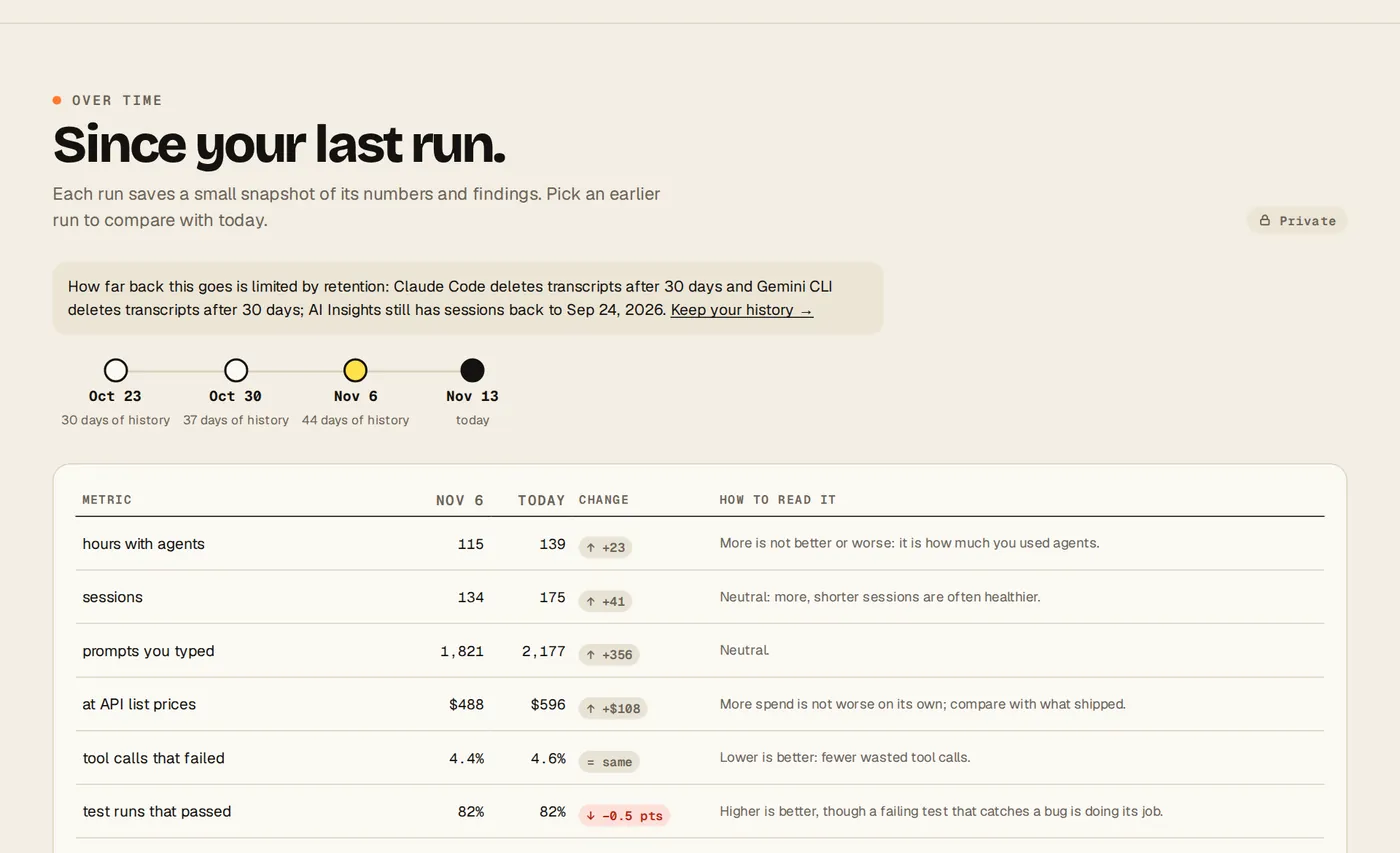 OVER TIME
Since your last run.
Each run saves a small snapshot of its numbers and findings. Pick an earlier
run to compare with today.
Private
How far back this goes is limited by retention: Claude Code deletes transcripts after 30 days and Gemini CLI
deletes transcripts after 30 days; AI Insights still has sessions back to Sep 24, 2026. Keep your history →
Oct 23 Oct 30 Nov 6 Nov 13
30 days of history 37 days of history 44 days of history today
METRIC NOV 6 TODAY CHANGE HOW TO READ IT
hours with agents 115 139 ↑ +23 More is not better or worse: it is how much you used agents.
sessions 134 175 ↑ +41 Neutral: more, shorter sessions are often healthier.
prompts you typed 1,821 2,177 ↑ +356 Neutral.
at API list prices $488 $596 ↑ +$108 More spend is not worse on its own; compare with what shipped.
tool calls that failed 4.4% 4.6% = same Lower is better: fewer wasted tool calls.
test runs that passed 82% 82% ↓ −0.5 pts Higher is better, though a failing test that catches a bug is doing its job.